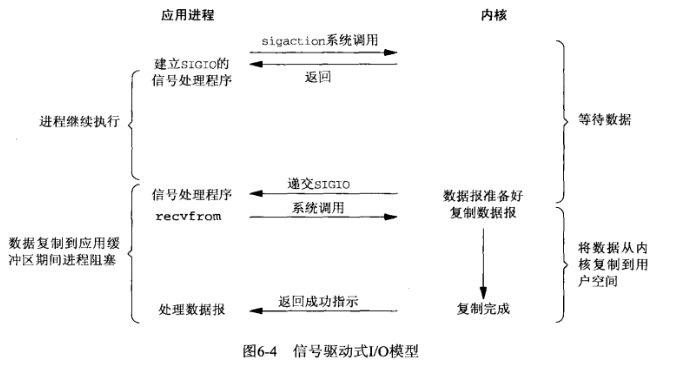 应用进程
内核
sigaction系统调用
建立SIGIO的
信号处理程序
返回
进程继续执行
等待数据
信号处理程序
递交SIGIO
数据报准备好
recvfrom
系统调用
复制数据报
数据复制到应用缓
冲区期间进程阻塞
将数据从内
核复制到用
户空间
处理数据报
返回成功指示
复制完成
图6-4 信号驱动式I/O模型